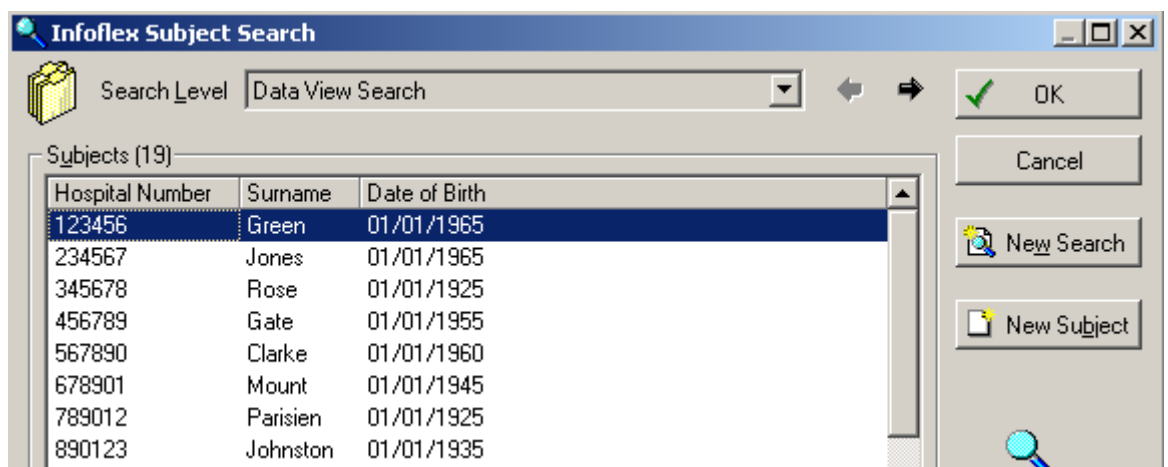 Infoflex Subject Search
Search Level Data View Search
OK
Cancel
Subjects (19)
Hospital Number Surname Date of Birth
123456 Green 01/01/1965
234567 Jones 01/01/1965
345678 Rose 01/01/1925
456789 Gate 01/01/1955
567890 Clarke 01/01/1960
678901 Mount 01/01/1945
789012 Parisien 01/01/1925
890123 Johnston 01/01/1935
New Search
New Subject